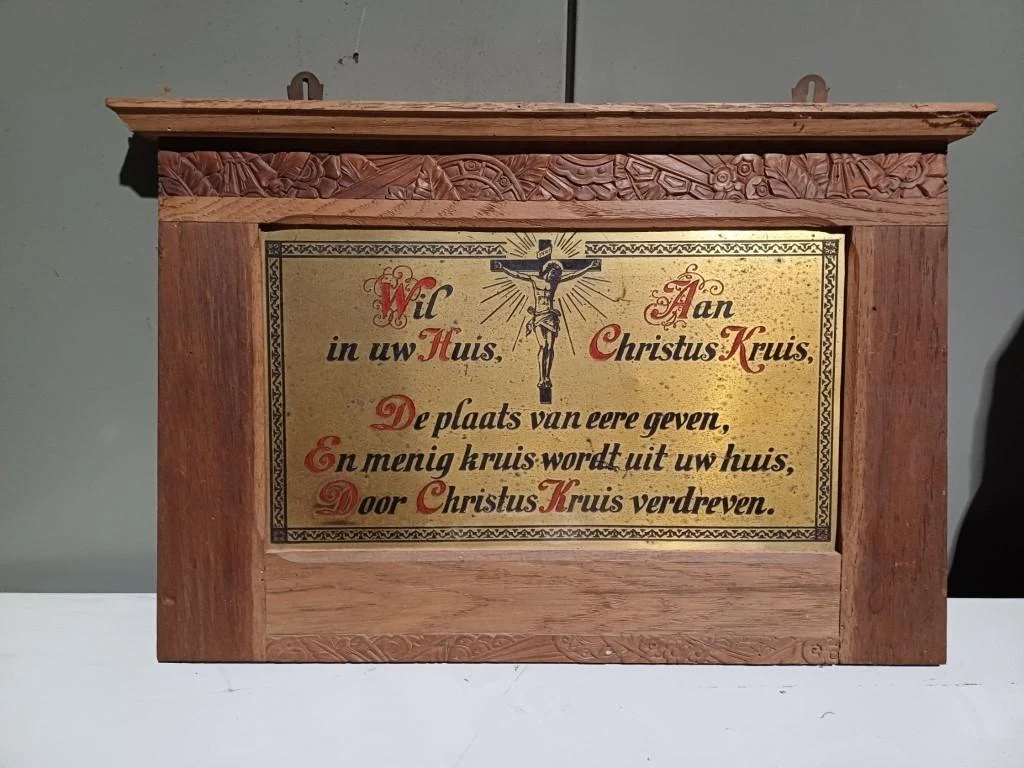 Wil
in uw Huis,
Aan
Christus Kruis,
De plaats van eere geven,
En menig kruis wordt uit uw huis,
Door Christus Kruis verdreven.